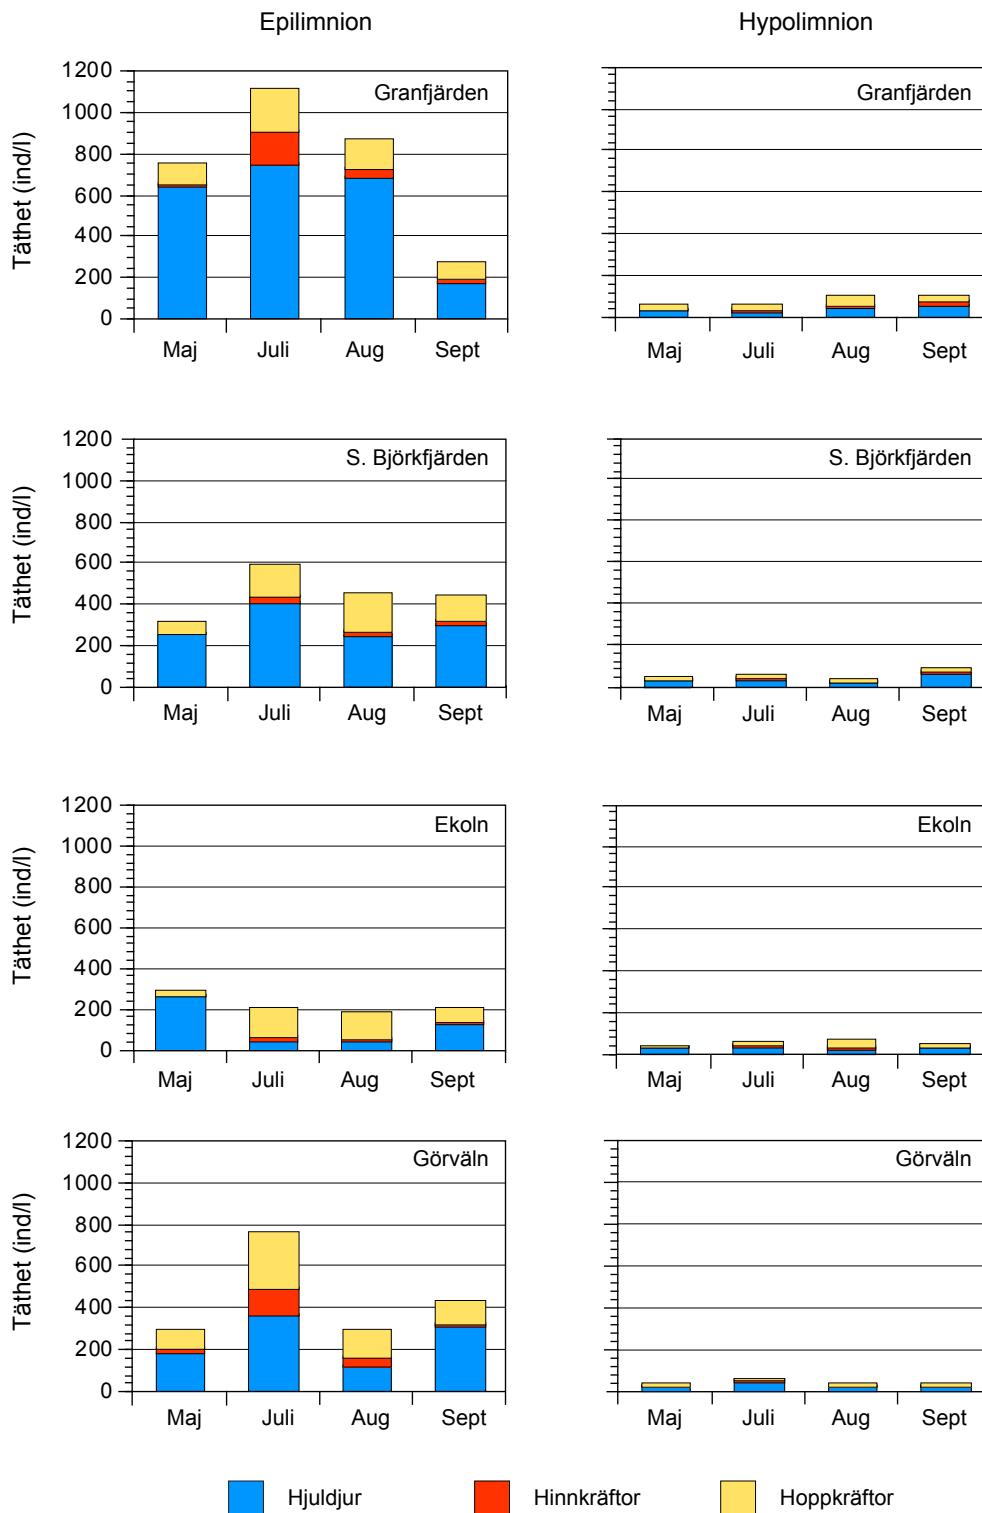 Epilimnion Hypolimnion
Täthet (ind/l)
1200
1000
800
600
400
200
0
Granfjärden
Maj Juli Aug Sept
Granfjärden
Maj Juli Aug Sept
Täthet (ind/l)
1200
1000
800
600
400
200
0
S. Björkfjärden
Maj Juli Aug Sept
S. Björkfjärden
Maj Juli Aug Sept
Täthet (ind/l)
1200
1000
800
600
400
200
0
Ekoln
Maj Juli Aug Sept
Ekoln
Maj Juli Aug Sept
Täthet (ind/l)
1200
1000
800
600
400
200
0
Görväln
Maj Juli Aug Sept
Görväln
Maj Juli Aug Sept
Hjuldjur Hinnkräftor Hoppkräftor